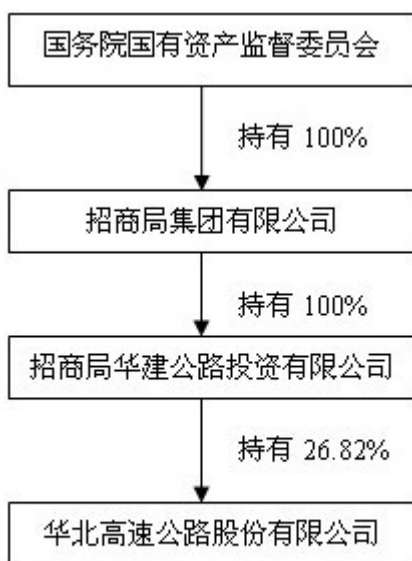 国务院国有资产监督委员会
持有 100%
招商局集团有限公司
持有 100%
招商局华建公路投资有限公司
持有 26.82%
华北高速公路股份有限公司